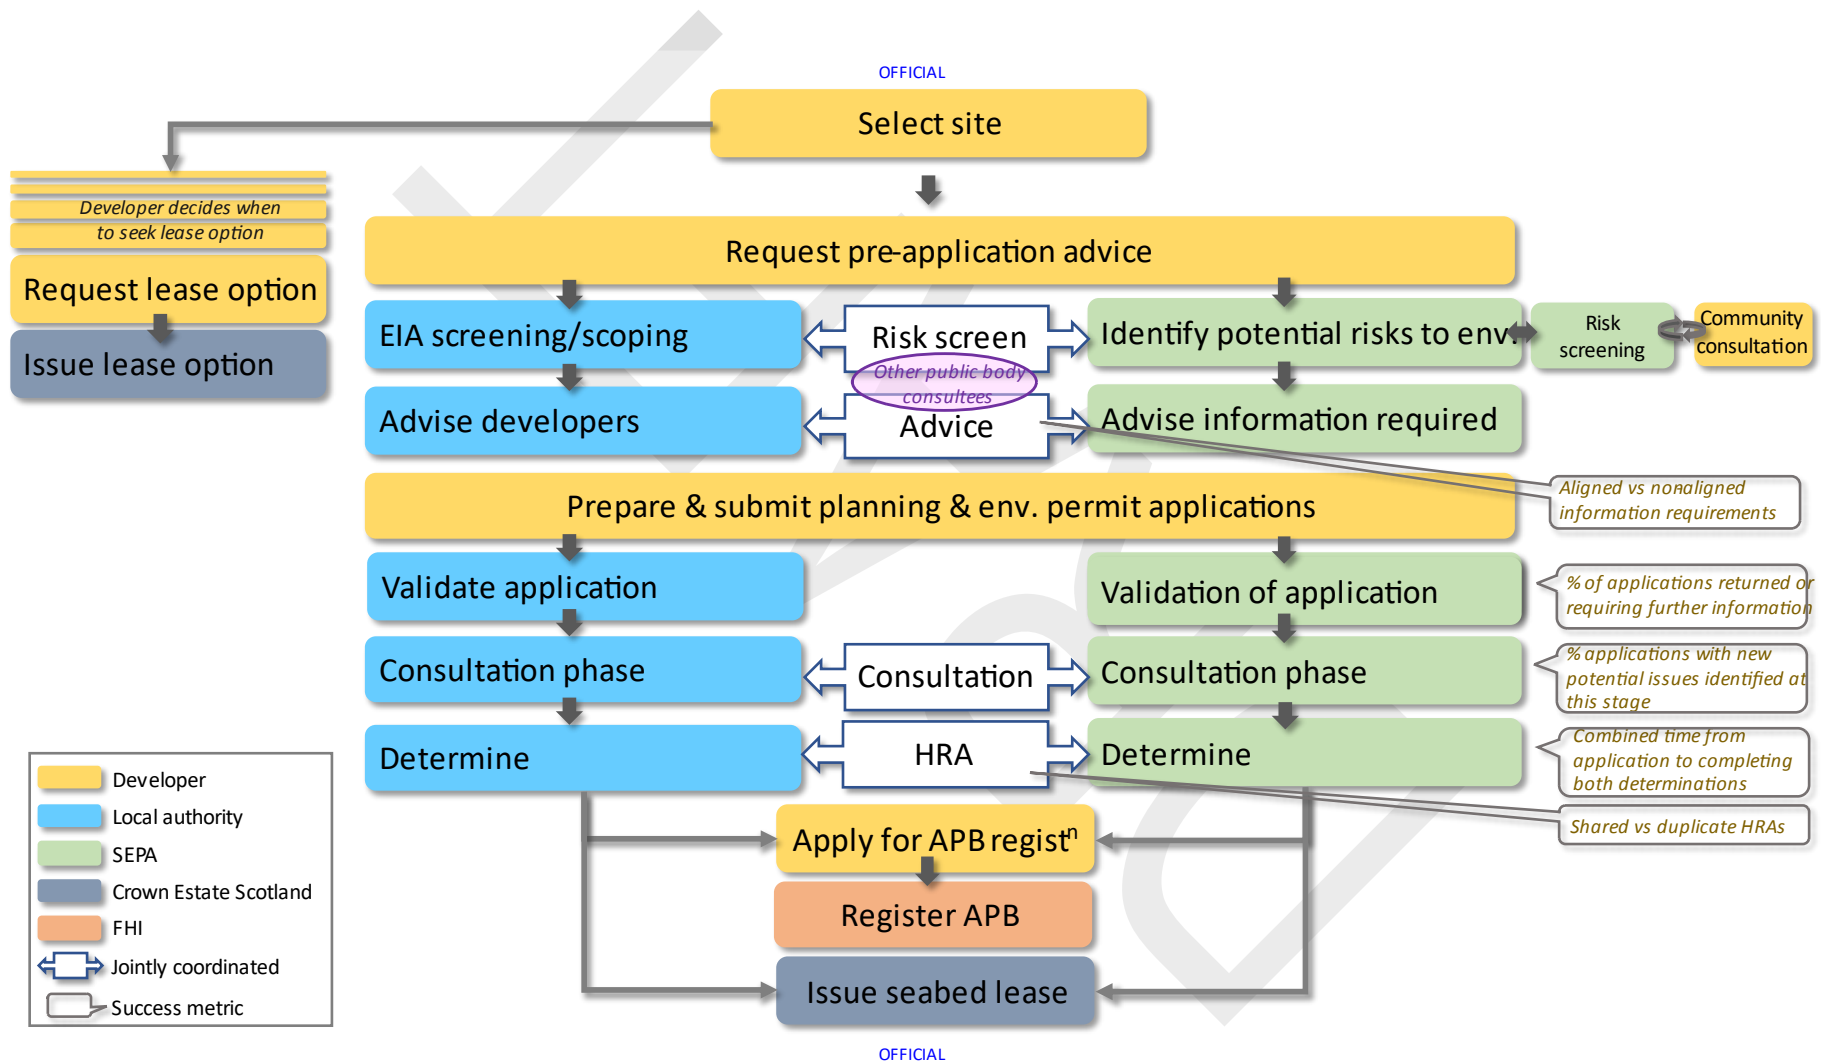 OFFICIAL
Select site
Developer decides when
to seek lease option
Request lease option
Issue lease option
Request pre-application advice
EIA screening/scoping
Risk screen
Identify potential risks to env.
Risk
screening
Community
consultation
Other public body
consultees
Advise developers
Advice
Advise information required
Aligned vs nonaligned
information requirements
Prepare & submit planning & env. permit applications
Validate application
Validation of application
% of applications returned or
requiring further information
Consultation phase
Consultation
Consultation phase
% applications with new
potential issues identified at
this stage
Determine
HRA
Determine
Combined time from
application to completing
both determinations
Shared vs duplicate HRAs
Apply for APB registⁿ
Register APB
Issue seabed lease
Developer
Local authority
SEPA
Crown Estate Scotland
FHI
Jointly coordinated
Success metric
OFFICIAL